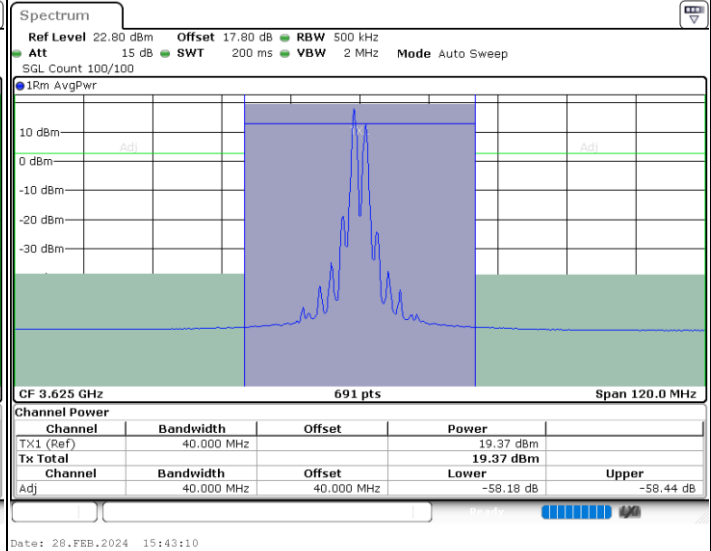 Spectrum
Ref Level 22.80 dBm Offset 17.80 dB RBW 500 kHz
Att 15 dB SWT 200 ms VBW 2 MHz Mode Auto Sweep
SGL Count 100/100
1Rm AvgPwr
10 dBm
Adj Adj
0 dBm
-10 dBm
-20 dBm
-30 dBm
CF 3.625 GHz 691 pts Span 120.0 MHz
Channel Power
Channel Bandwidth Offset Power
TX1 (Ref) 40.000 MHz 19.37 dBm
Tx Total 19.37 dBm
Channel Bandwidth Offset Lower Upper
Adj 40.000 MHz 40.000 MHz -58.18 dB -58.44 dB
Ready
Date: 28.FEB.2024 15:43:10